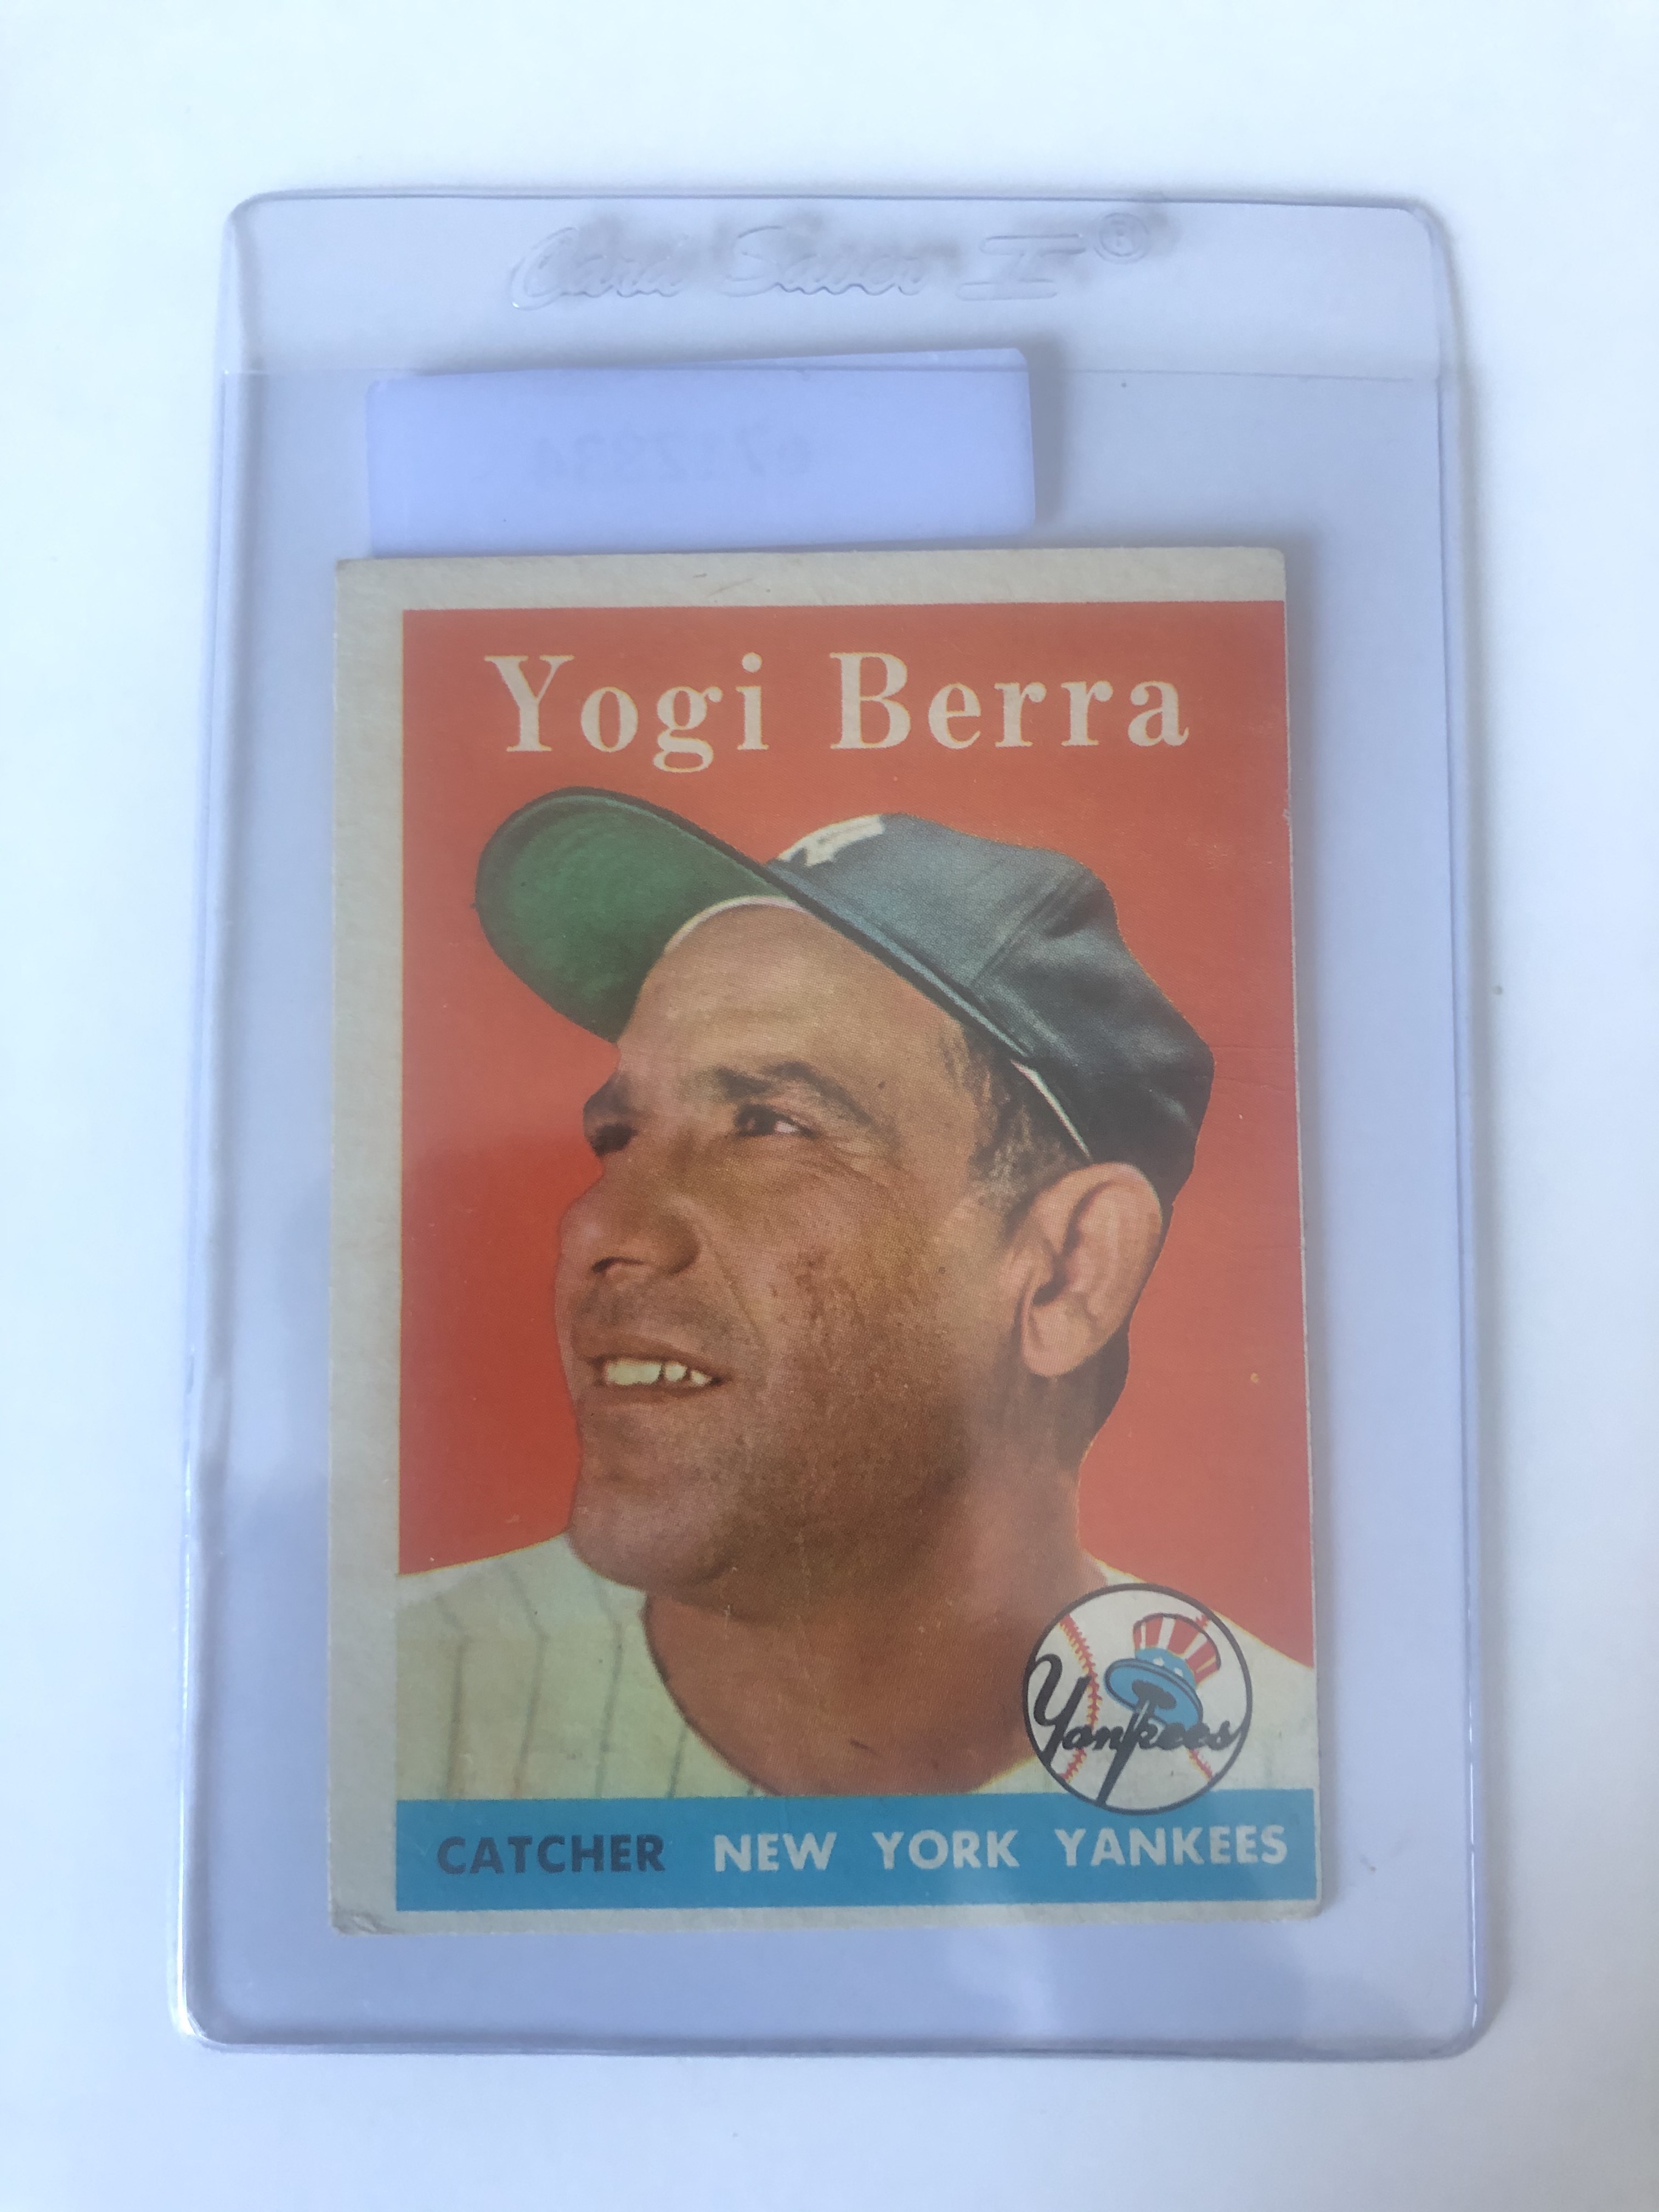 Card Saver I®
Yogi Berra
Yankees
CATCHER NEW YORK YANKEES